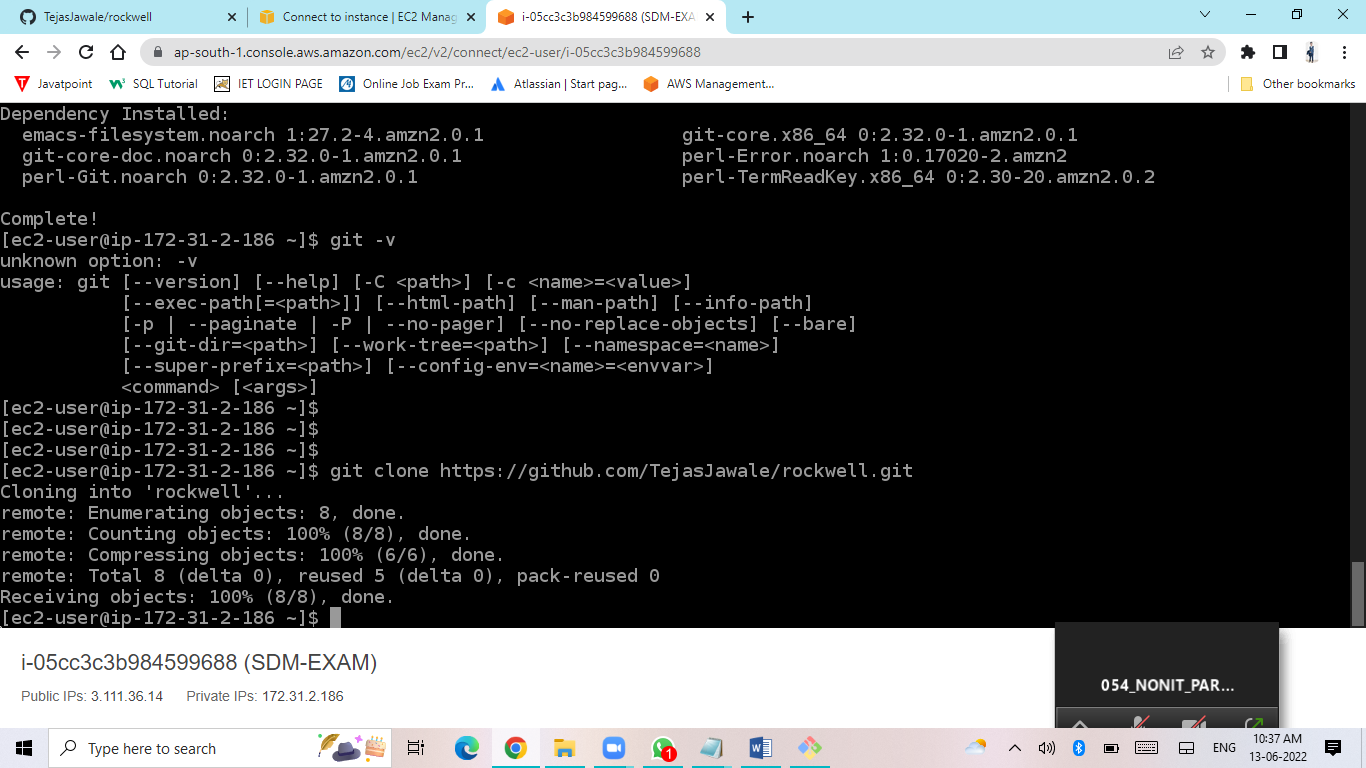 TejasJawale/rockwell
Connect to instance | EC2 Manag
i-05cc3c3b984599688 (SDM-EXA
ap-south-1.console.aws.amazon.com/ec2/v2/connect/ec2-user/i-05cc3c3b984599688
Javatpoint
SQL Tutorial
IET LOGIN PAGE
Online Job Exam Pr...
Atlassian | Start pag...
AWS Management...
Other bookmarks
Dependency Installed:
emacs-filesystem.noarch 1:27.2-4.amzn2.0.1 git-core.x86_64 0:2.32.0-1.amzn2.0.1
git-core-doc.noarch 0:2.32.0-1.amzn2.0.1 perl-Error.noarch 1:0.17020-2.amzn2
perl-Git.noarch 0:2.32.0-1.amzn2.0.1 perl-TermReadKey.x86_64 0:2.30-20.amzn2.0.2
Complete!
[ec2-user@ip-172-31-2-186 ~]$ git -v
unknown option: -v
usage: git [--version] [--help] [-C <path>] [-c <name>=<value>]
[--exec-path[=<path>]] [--html-path] [--man-path] [--info-path]
[-p | --paginate | -P | --no-pager] [--no-replace-objects] [--bare]
[--git-dir=<path>] [--work-tree=<path>] [--namespace=<name>]
[--super-prefix=<path>] [--config-env=<name>=<envvar>]
<command> [<args>]
[ec2-user@ip-172-31-2-186 ~]$
[ec2-user@ip-172-31-2-186 ~]$
[ec2-user@ip-172-31-2-186 ~]$
[ec2-user@ip-172-31-2-186 ~]$ git clone https://github.com/TejasJawale/rockwell.git
Cloning into 'rockwell'...
remote: Enumerating objects: 8, done.
remote: Counting objects: 100% (8/8), done.
remote: Compressing objects: 100% (6/6), done.
remote: Total 8 (delta 0), reused 5 (delta 0), pack-reused 0
Receiving objects: 100% (8/8), done.
[ec2-user@ip-172-31-2-186 ~]$
i-05cc3c3b984599688 (SDM-EXAM)
Public IPs: 3.111.36.14 Private IPs: 172.31.2.186
054_NONIT_PAR...
Type here to search
1
ENG
10:37 AM
13-06-2022